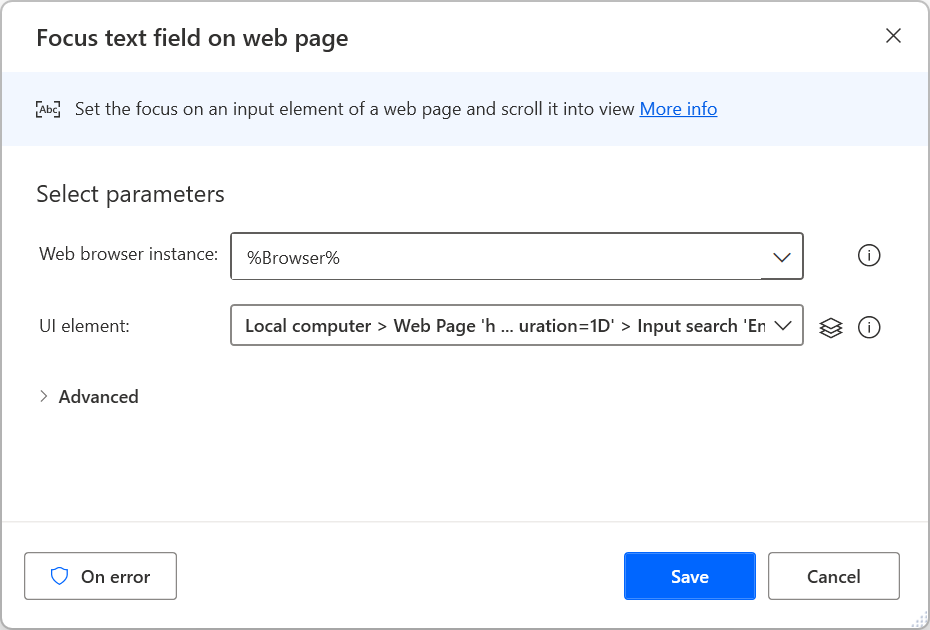 Focus text field on web page
Abc Set the focus on an input element of a web page and scroll it into view More info
Select parameters
Web browser instance: %Browser%
UI element: Local computer > Web Page 'h ... uration=1D' > Input search 'En
Advanced
On error Save Cancel